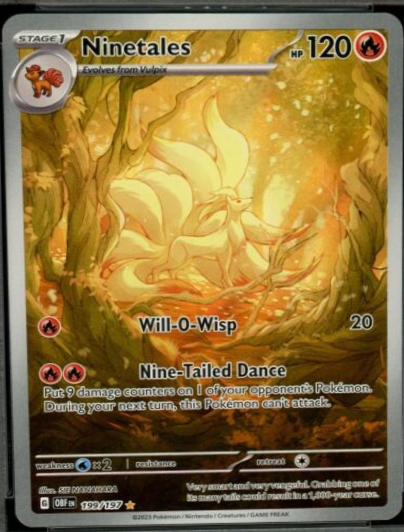 STAGE 1
Ninetales
HP 120
Evolves from Vulpix
Will-O-Wisp 20
Nine-Tailed Dance
Put 9 damage counters on 1 of your opponent's Pokémon.
During your next turn, this Pokémon can't attack.
weakness ×2 resistance retreat
Illus. SIE NANAHARA
G OBF EN 199/197
Very smart and very vengeful. Grabbing one of
its many tails could result in a 1,000-year curse.
©2023 Pokémon / Nintendo / Creatures / GAME FREAK